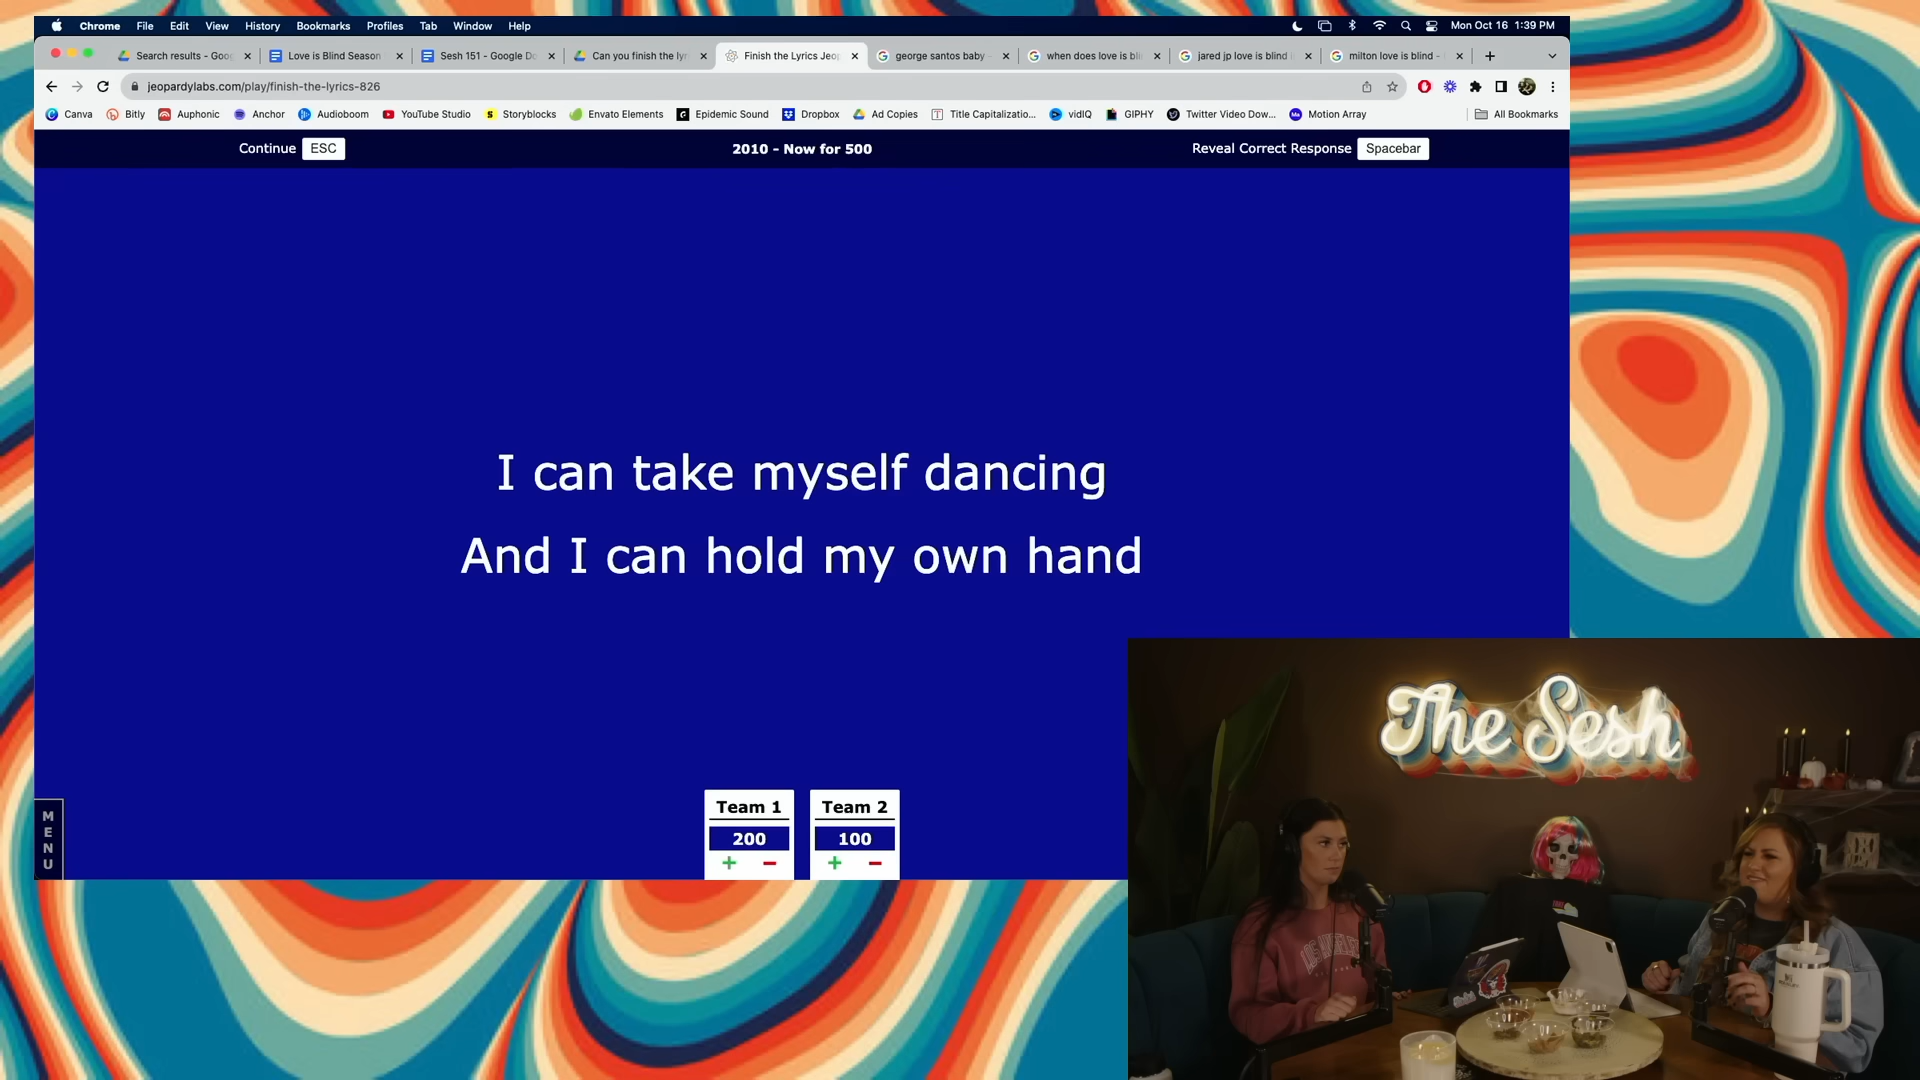 Chrome File Edit View History Bookmarks Profiles Tab Window Help
Mon Oct 16 1:39 PM
Search results - Goog
Love is Blind Season
Sesh 151 - Google Do
Can you finish the lyr
Finish the Lyrics Jeop
george santos baby -
when does love is bli
jared jp love is blind i
milton love is blind -
jeopardylabs.com/play/finish-the-lyrics-826
Canva Bitly Auphonic Anchor Audioboom YouTube Studio Storyblocks Envato Elements Epidemic Sound Dropbox Ad Copies Title Capitalizatio... vidIQ GIPHY Twitter Video Dow... Motion Array All Bookmarks
Continue ESC
2010 - Now for 500
Reveal Correct Response Spacebar
I can take myself dancing
And I can hold my own hand
MENU
Team 1
200
+ −
Team 2
100
+ −
The Sesh